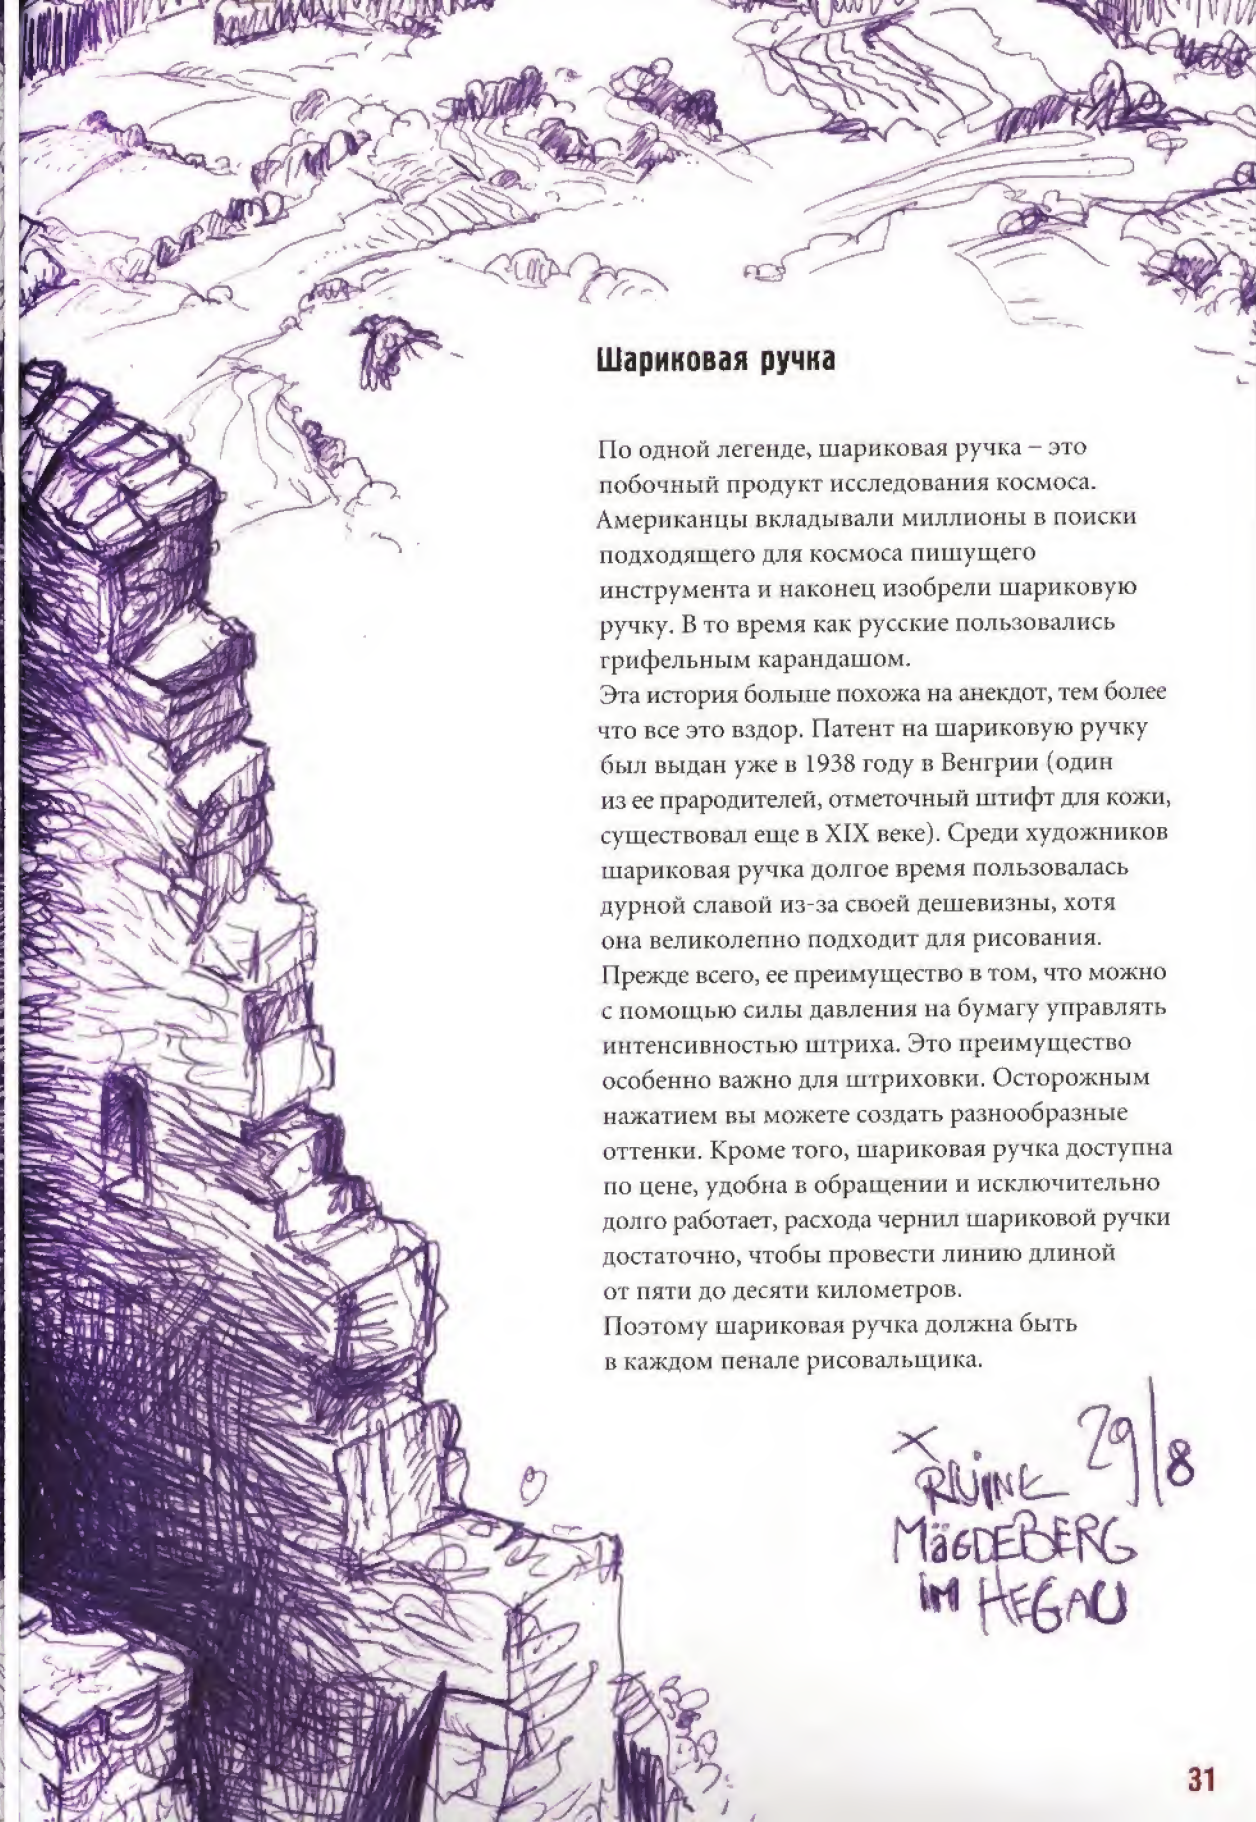 Шариковая ручка
По одной легенде, шариковая ручка – это
побочный продукт исследования космоса.
Американцы вкладывали миллионы в поиски
подходящего для космоса пишущего
инструмента и наконец изобрели шариковую
ручку. В то время как русские пользовались
грифельным карандашом.
Эта история больше похожа на анекдот, тем более
что все это вздор. Патент на шариковую ручку
был выдан уже в 1938 году в Венгрии (один
из ее прародителей, отметочный штифт для кожи,
существовал еще в XIX веке). Среди художников
шариковая ручка долгое время пользовалась
дурной славой из-за своей дешевизны, хотя
она великолепно подходит для рисования.
Прежде всего, ее преимущество в том, что можно
с помощью силы давления на бумагу управлять
интенсивностью штриха. Это преимущество
особенно важно для штриховки. Осторожным
нажатием вы можете создать разнообразные
оттенки. Кроме того, шариковая ручка доступна
по цене, удобна в обращении и исключительно
долго работает, расхода чернил шариковой ручки
достаточно, чтобы провести линию длиной
от пяти до десяти километров.
Поэтому шариковая ручка должна быть
в каждом пенале рисовальщика.
x RUINE 29/8
MÄGDEBERG
IM HEGAU
31